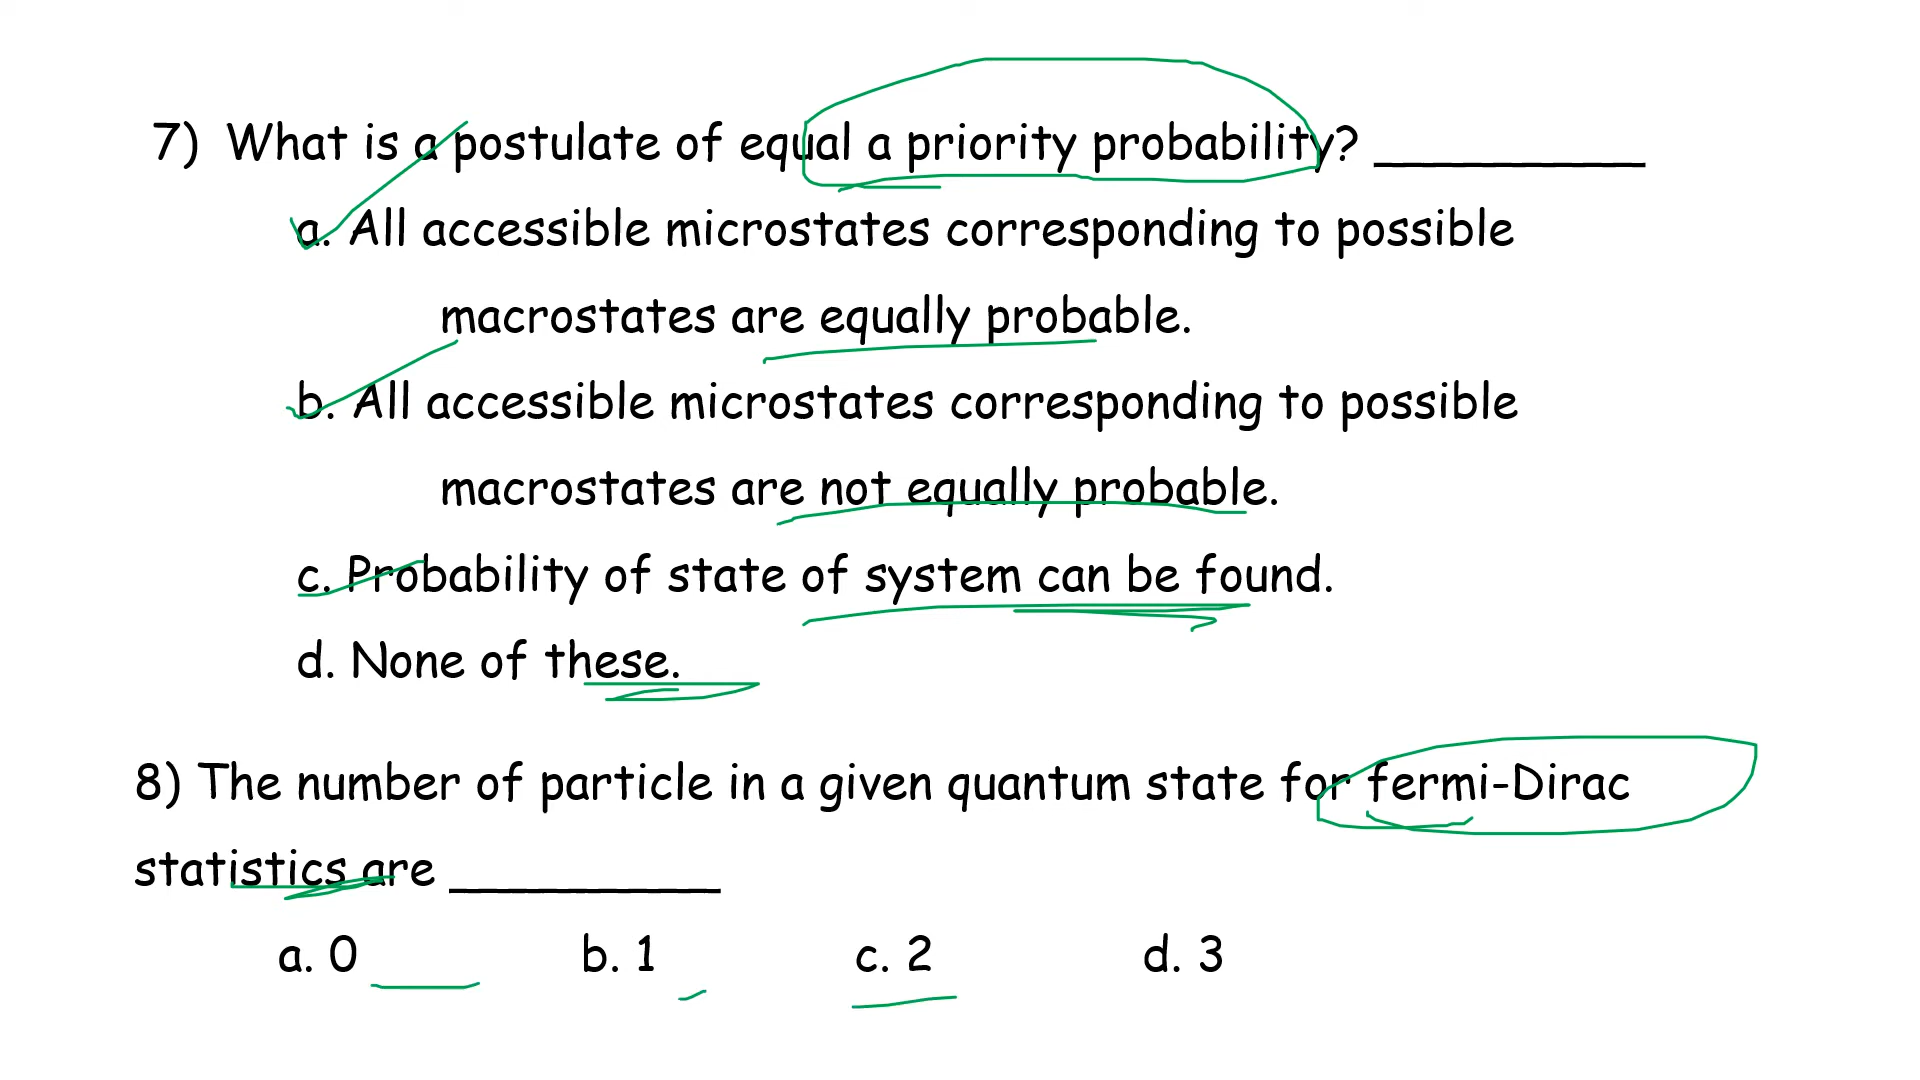 7) What is a postulate of equal a priority probability? _________
a. All accessible microstates corresponding to possible
macrostates are equally probable.
b. All accessible microstates corresponding to possible
macrostates are not equally probable.
c. Probability of state of system can be found.
d. None of these.
8) The number of particle in a given quantum state for fermi-Dirac
statistics are _________
a. 0 b. 1 c. 2 d. 3